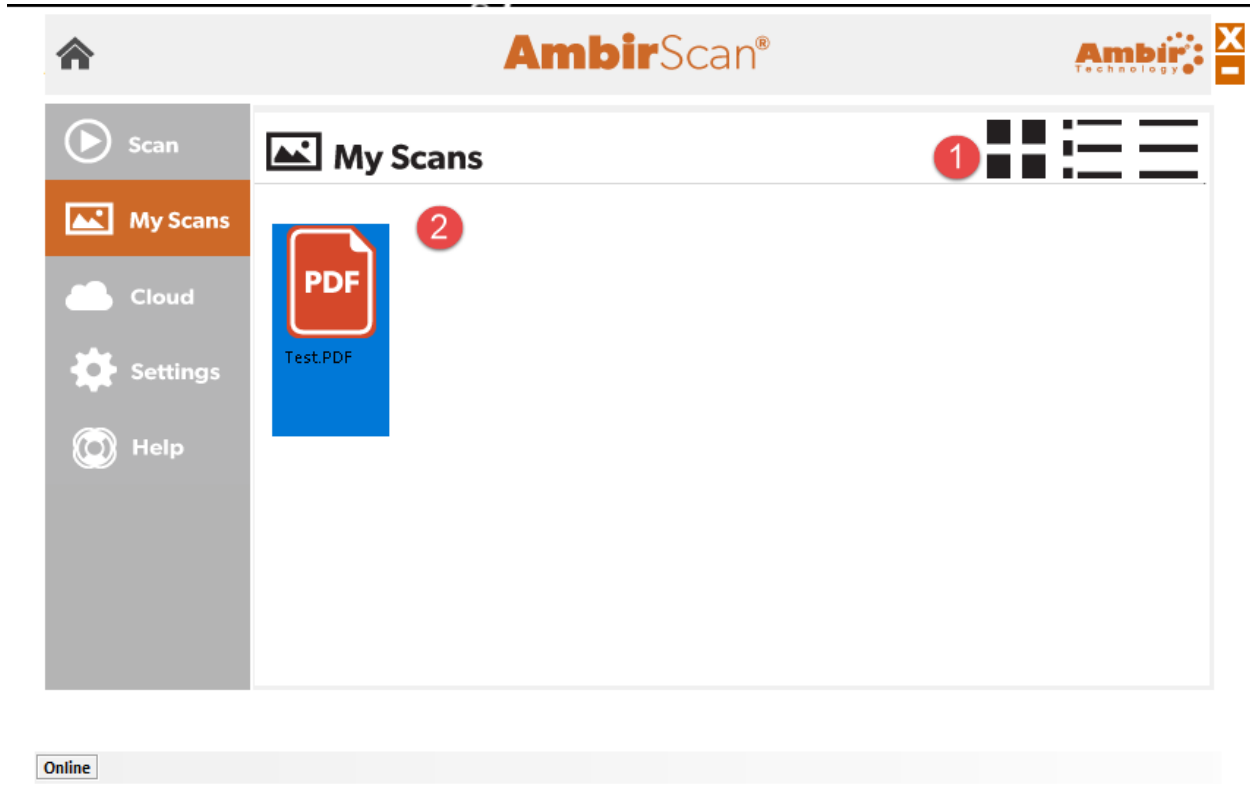 AmbirScan®
Ambir
Technology
X
Scan
My Scans
Cloud
Settings
Help
My Scans
1
2
PDF
Test.PDF
Online